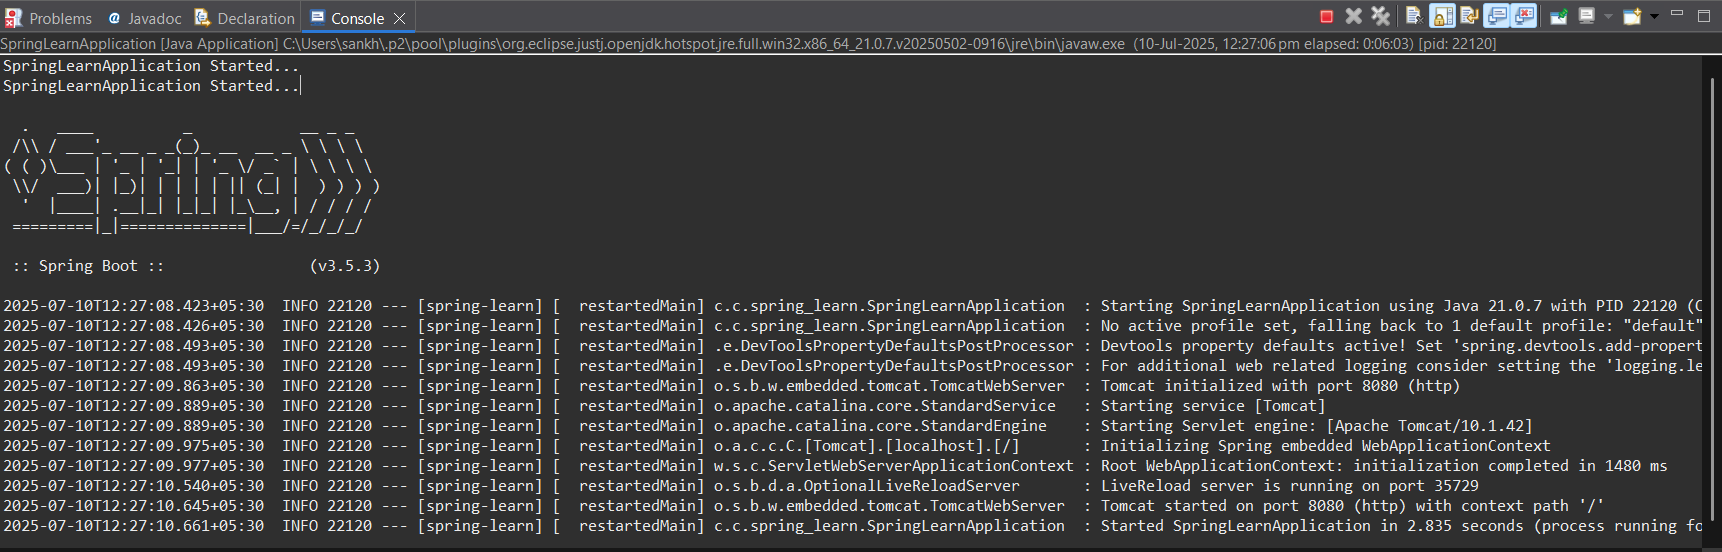 Problems @ Javadoc Declaration Console
SpringLearnApplication [Java Application] C:\Users\sankh\.p2\pool\plugins\org.eclipse.justj.openjdk.hotspot.jre.full.win32.x86_64_21.0.7.v20250502-0916\jre\bin\javaw.exe (10-Jul-2025, 12:27:06 pm elapsed: 0:06:03) [pid: 22120]
SpringLearnApplication Started...
SpringLearnApplication Started...
  .   ____          _            __ _ _
 /\\ / ___'_ __ _ _(_)_ __  __ _ \ \ \ \
( ( )\___ | '_ | '_| | '_ \/ _` | \ \ \ \
 \\/  ___)| |_)| | | | | || (_| |  ) ) ) )
  '  |____| .__|_| |_|_| |_\__, | / / / /
 =========|_|==============|___/=/_/_/_/
 :: Spring Boot ::                (v3.5.3)
2025-07-10T12:27:08.423+05:30  INFO 22120 --- [spring-learn] [  restartedMain] c.c.spring_learn.SpringLearnApplication  : Starting SpringLearnApplication using Java 21.0.7 with PID 22120 (C
2025-07-10T12:27:08.426+05:30  INFO 22120 --- [spring-learn] [  restartedMain] c.c.spring_learn.SpringLearnApplication  : No active profile set, falling back to 1 default profile: "default"
2025-07-10T12:27:08.493+05:30  INFO 22120 --- [spring-learn] [  restartedMain] .e.DevToolsPropertyDefaultsPostProcessor : Devtools property defaults active! Set 'spring.devtools.add-propert
2025-07-10T12:27:08.493+05:30  INFO 22120 --- [spring-learn] [  restartedMain] .e.DevToolsPropertyDefaultsPostProcessor : For additional web related logging consider setting the 'logging.le
2025-07-10T12:27:09.863+05:30  INFO 22120 --- [spring-learn] [  restartedMain] o.s.b.w.embedded.tomcat.TomcatWebServer  : Tomcat initialized with port 8080 (http)
2025-07-10T12:27:09.889+05:30  INFO 22120 --- [spring-learn] [  restartedMain] o.apache.catalina.core.StandardService   : Starting service [Tomcat]
2025-07-10T12:27:09.889+05:30  INFO 22120 --- [spring-learn] [  restartedMain] o.apache.catalina.core.StandardEngine    : Starting Servlet engine: [Apache Tomcat/10.1.42]
2025-07-10T12:27:09.975+05:30  INFO 22120 --- [spring-learn] [  restartedMain] o.a.c.c.C.[Tomcat].[localhost].[/]       : Initializing Spring embedded WebApplicationContext
2025-07-10T12:27:09.977+05:30  INFO 22120 --- [spring-learn] [  restartedMain] w.s.c.ServletWebServerApplicationContext : Root WebApplicationContext: initialization completed in 1480 ms
2025-07-10T12:27:10.540+05:30  INFO 22120 --- [spring-learn] [  restartedMain] o.s.b.d.a.OptionalLiveReloadServer       : LiveReload server is running on port 35729
2025-07-10T12:27:10.645+05:30  INFO 22120 --- [spring-learn] [  restartedMain] o.s.b.w.embedded.tomcat.TomcatWebServer  : Tomcat started on port 8080 (http) with context path '/'
2025-07-10T12:27:10.661+05:30  INFO 22120 --- [spring-learn] [  restartedMain] c.c.spring_learn.SpringLearnApplication  : Started SpringLearnApplication in 2.835 seconds (process running fo